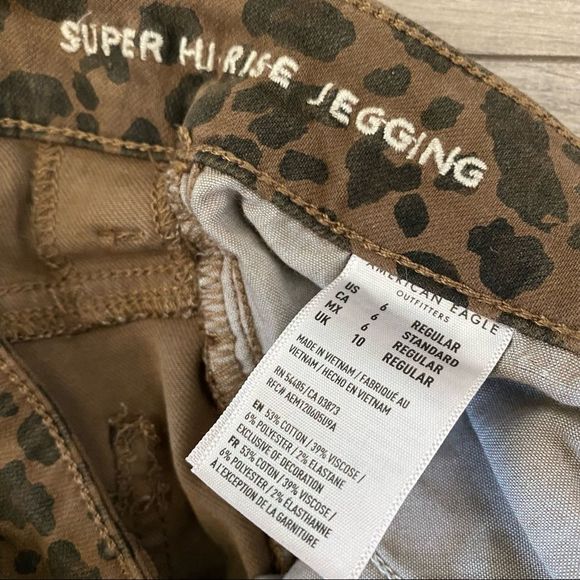 SUPER HI-RISE JEGGING
AMERICAN EAGLE
OUTFITTERS
US 6 REGULAR
CA 6 STANDARD
MX 6 REGULAR
UK 10 REGULAR
MADE IN VIETNAM / FABRIQUÉ AU
VIETNAM / HECHO EN VIETNAM
RN 54485 / CA 03873
RFC# AEMT20605U9A
EN 53% COTTON / 39% VISCOSE /
6% POLYESTER / 2% ELASTANE
EXCLUSIVE OF DECORATION
FR 53% COTON / 39% VISCOSE /
6% POLYESTER / 2% ÉLASTHANNE
À L'EXCEPTION DE LA GARNITURE